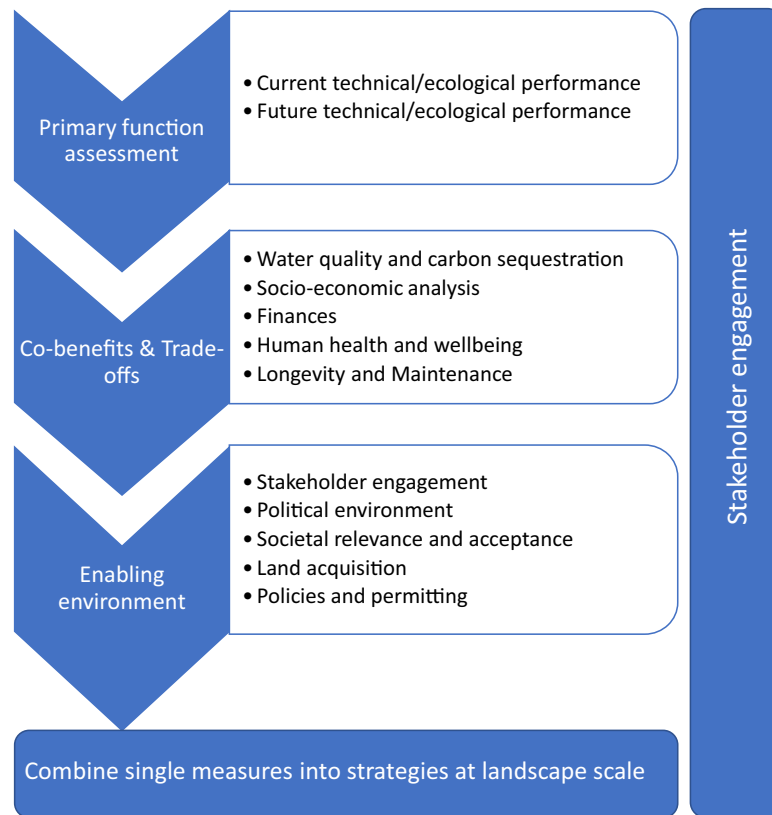 Primary function
assessment
• Current technical/ecological performance
• Future technical/ecological performance
Co-benefits & Trade-
offs
• Water quality and carbon sequestration
• Socio-economic analysis
• Finances
• Human health and wellbeing
• Longevity and Maintenance
Enabling
environment
• Stakeholder engagement
• Political environment
• Societal relevance and acceptance
• Land acquisition
• Policies and permitting
Combine single measures into strategies at landscape scale
Stakeholder engagement